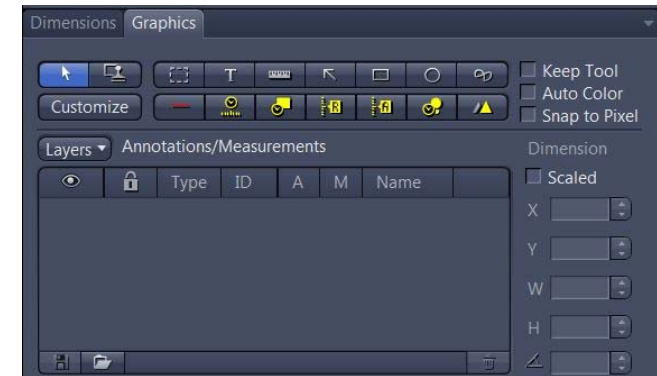 Dimensions Graphics
T
Keep Tool
Auto Color
Customize
Snap to Pixel
Layers Annotations/Measurements
Dimension
Type ID A M Name
Scaled
X
Y
W
H